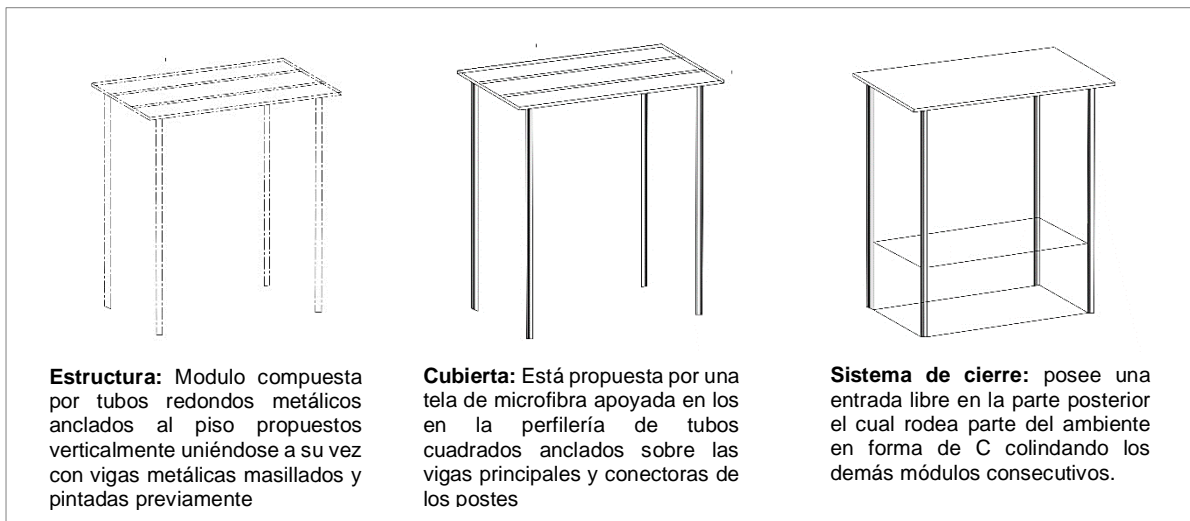 Estructura: Modulo compuesta
por tubos redondos metálicos
anclados al piso propuestos
verticalmente uniéndose a su vez
con vigas metálicas masillados y
pintadas previamente
Cubierta: Está propuesta por una
tela de microfibra apoyada en los
en la perfilería de tubos
cuadrados anclados sobre las
vigas principales y conectoras de
los postes
Sistema de cierre: posee una
entrada libre en la parte posterior
el cual rodea parte del ambiente
en forma de C colindando los
demás módulos consecutivos.